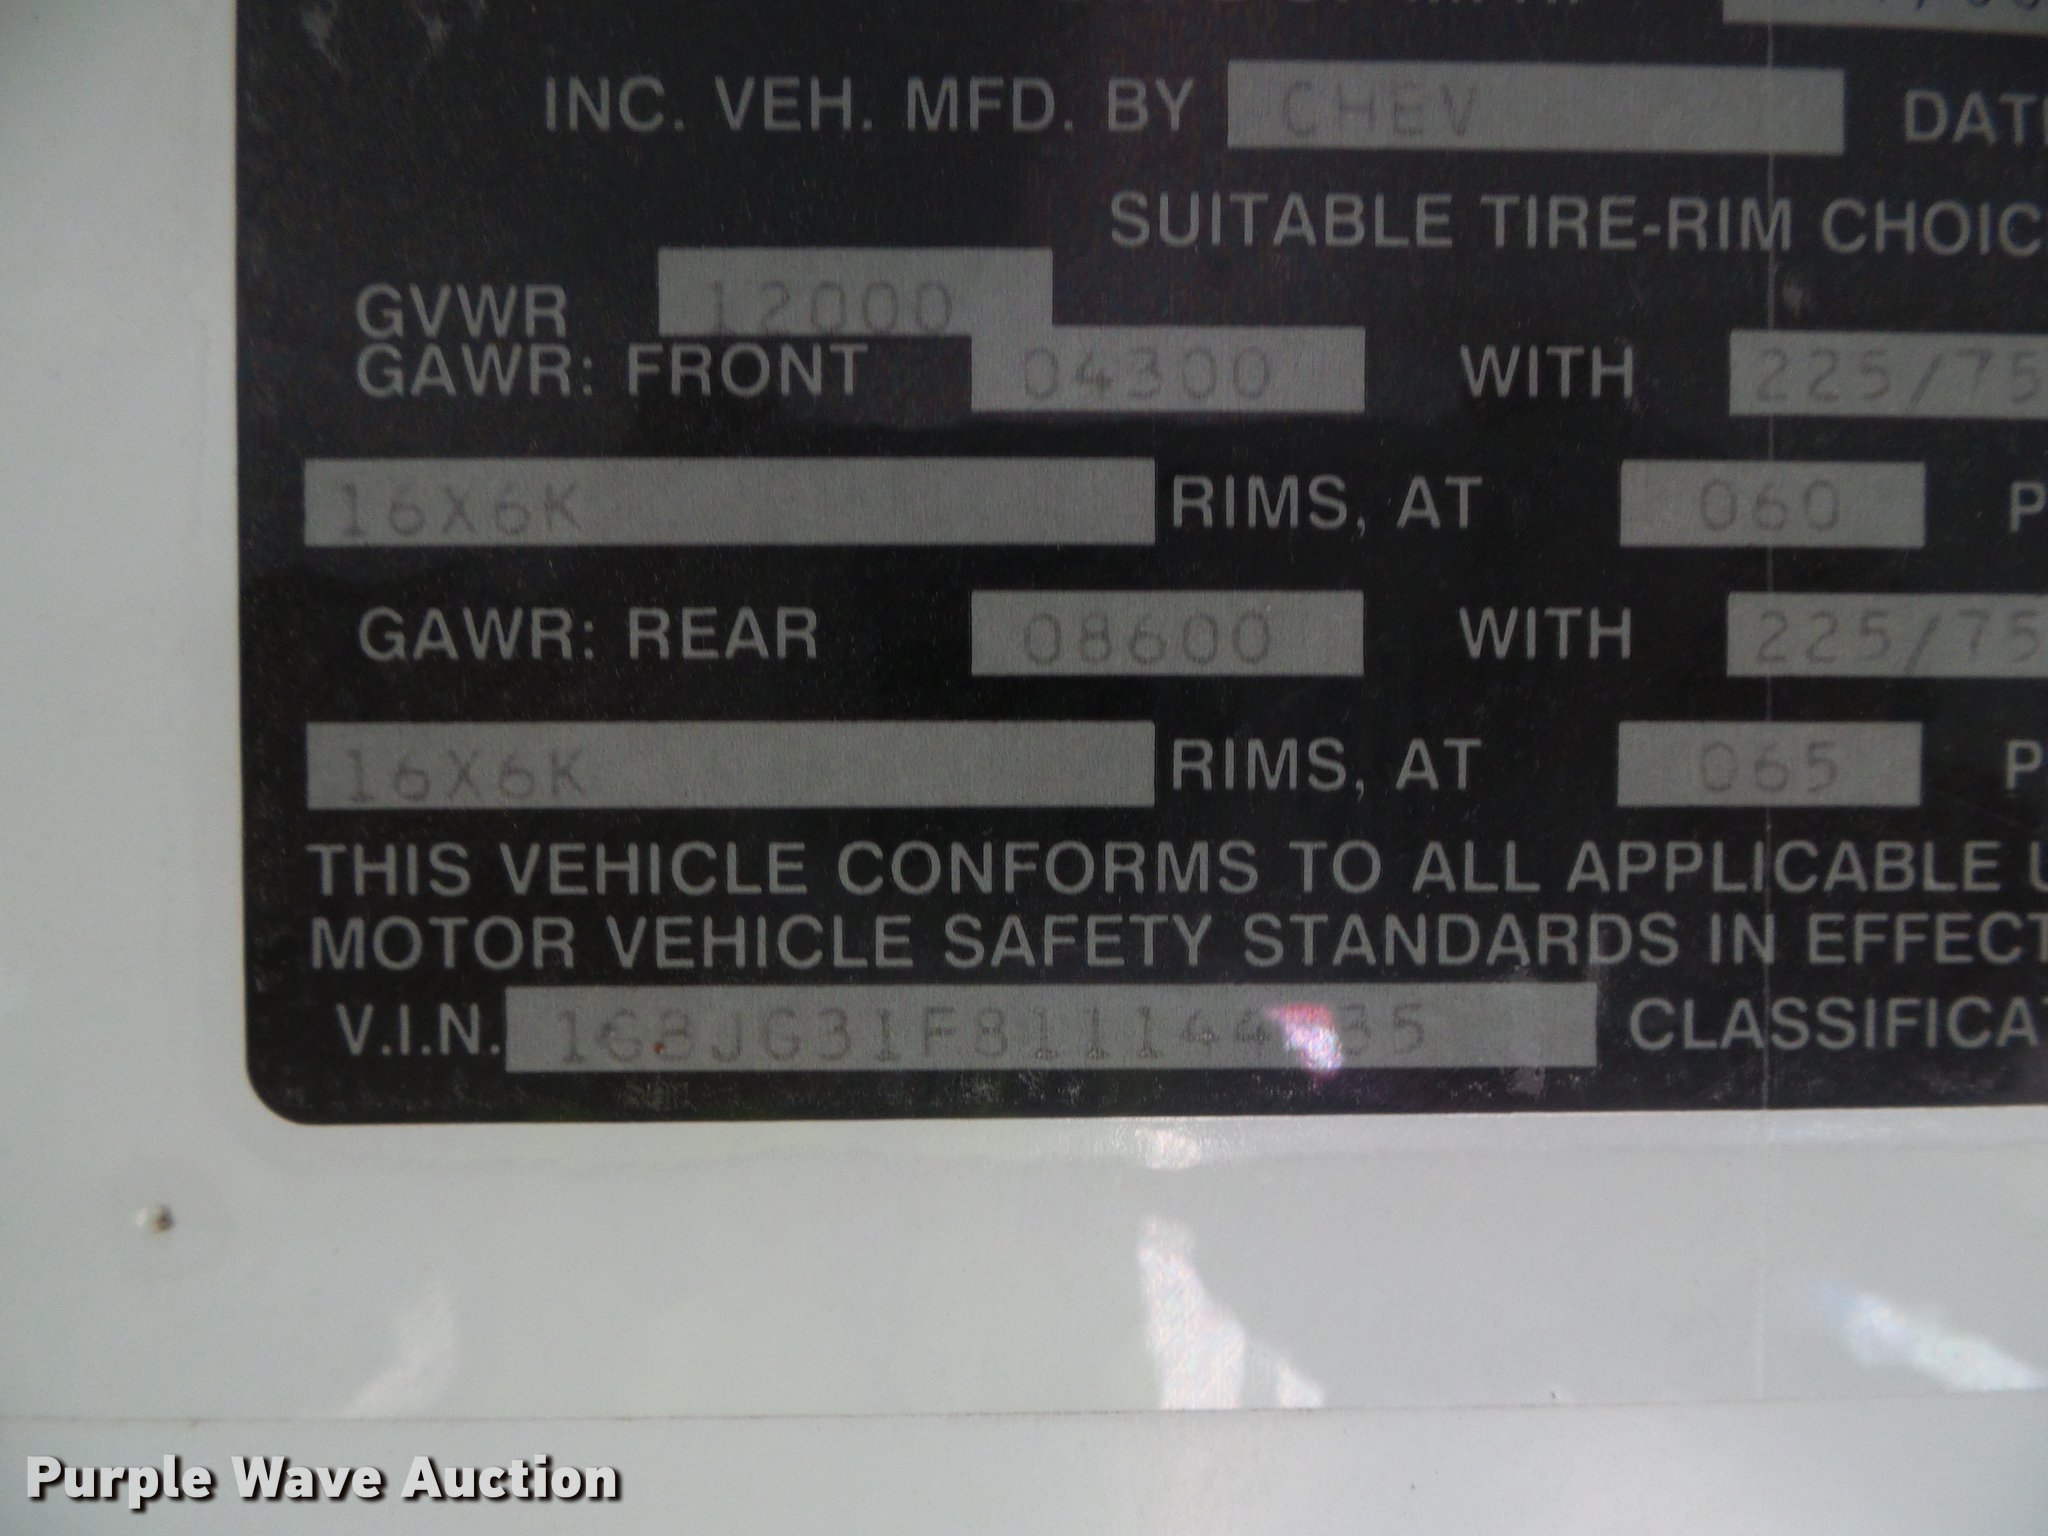 INC. VEH. MFD. BY CHEV DAT
SUITABLE TIRE-RIM CHOIC
GVWR 12000
GAWR: FRONT 04300 WITH 225/75
16X6K RIMS, AT 060 P
GAWR: REAR 08600 WITH 225/75
16X6K RIMS, AT 065 P
THIS VEHICLE CONFORMS TO ALL APPLICABLE U
MOTOR VEHICLE SAFETY STANDARDS IN EFFECT
V.I.N. CLASSIFICA
Purple Wave Auction